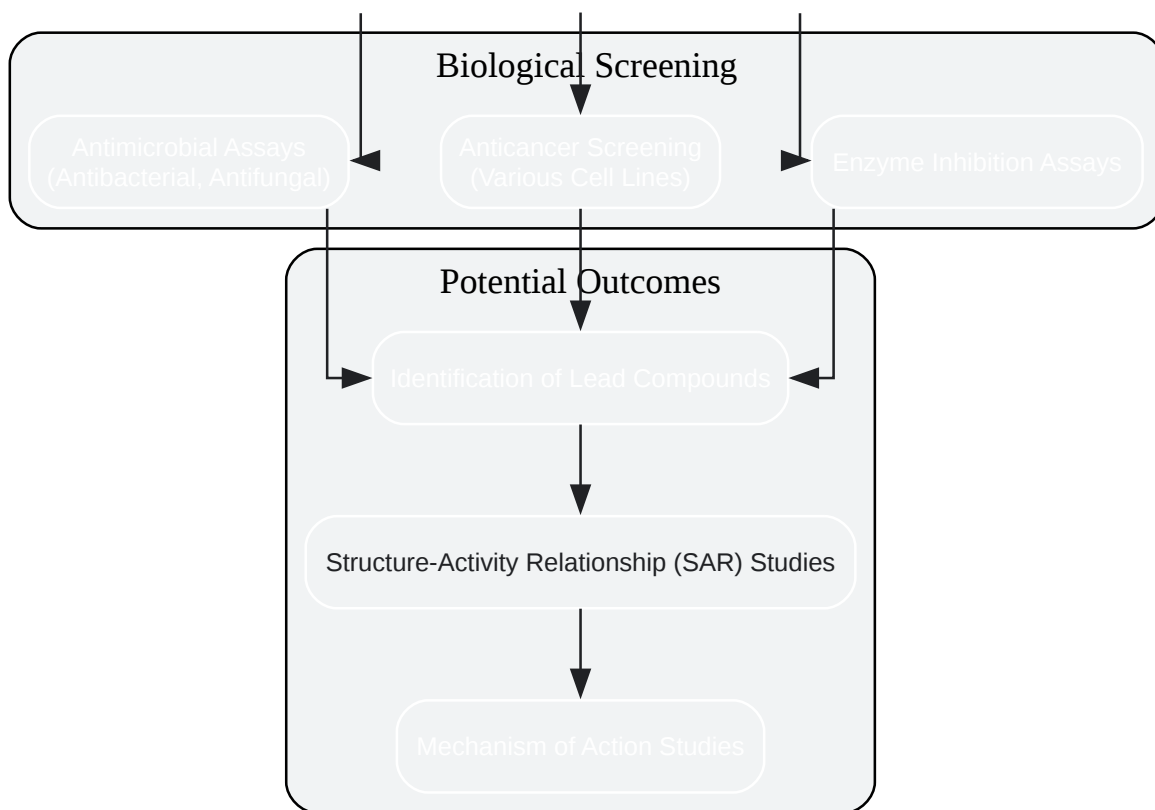 Biological Screening
Antimicrobial Assays
(Antibacterial, Antifungal)
Anticancer Screening
(Various Cell Lines)
Enzyme Inhibition Assays
Potential Outcomes
Identification of Lead Compounds
Structure-Activity Relationship (SAR) Studies
Mechanism of Action Studies